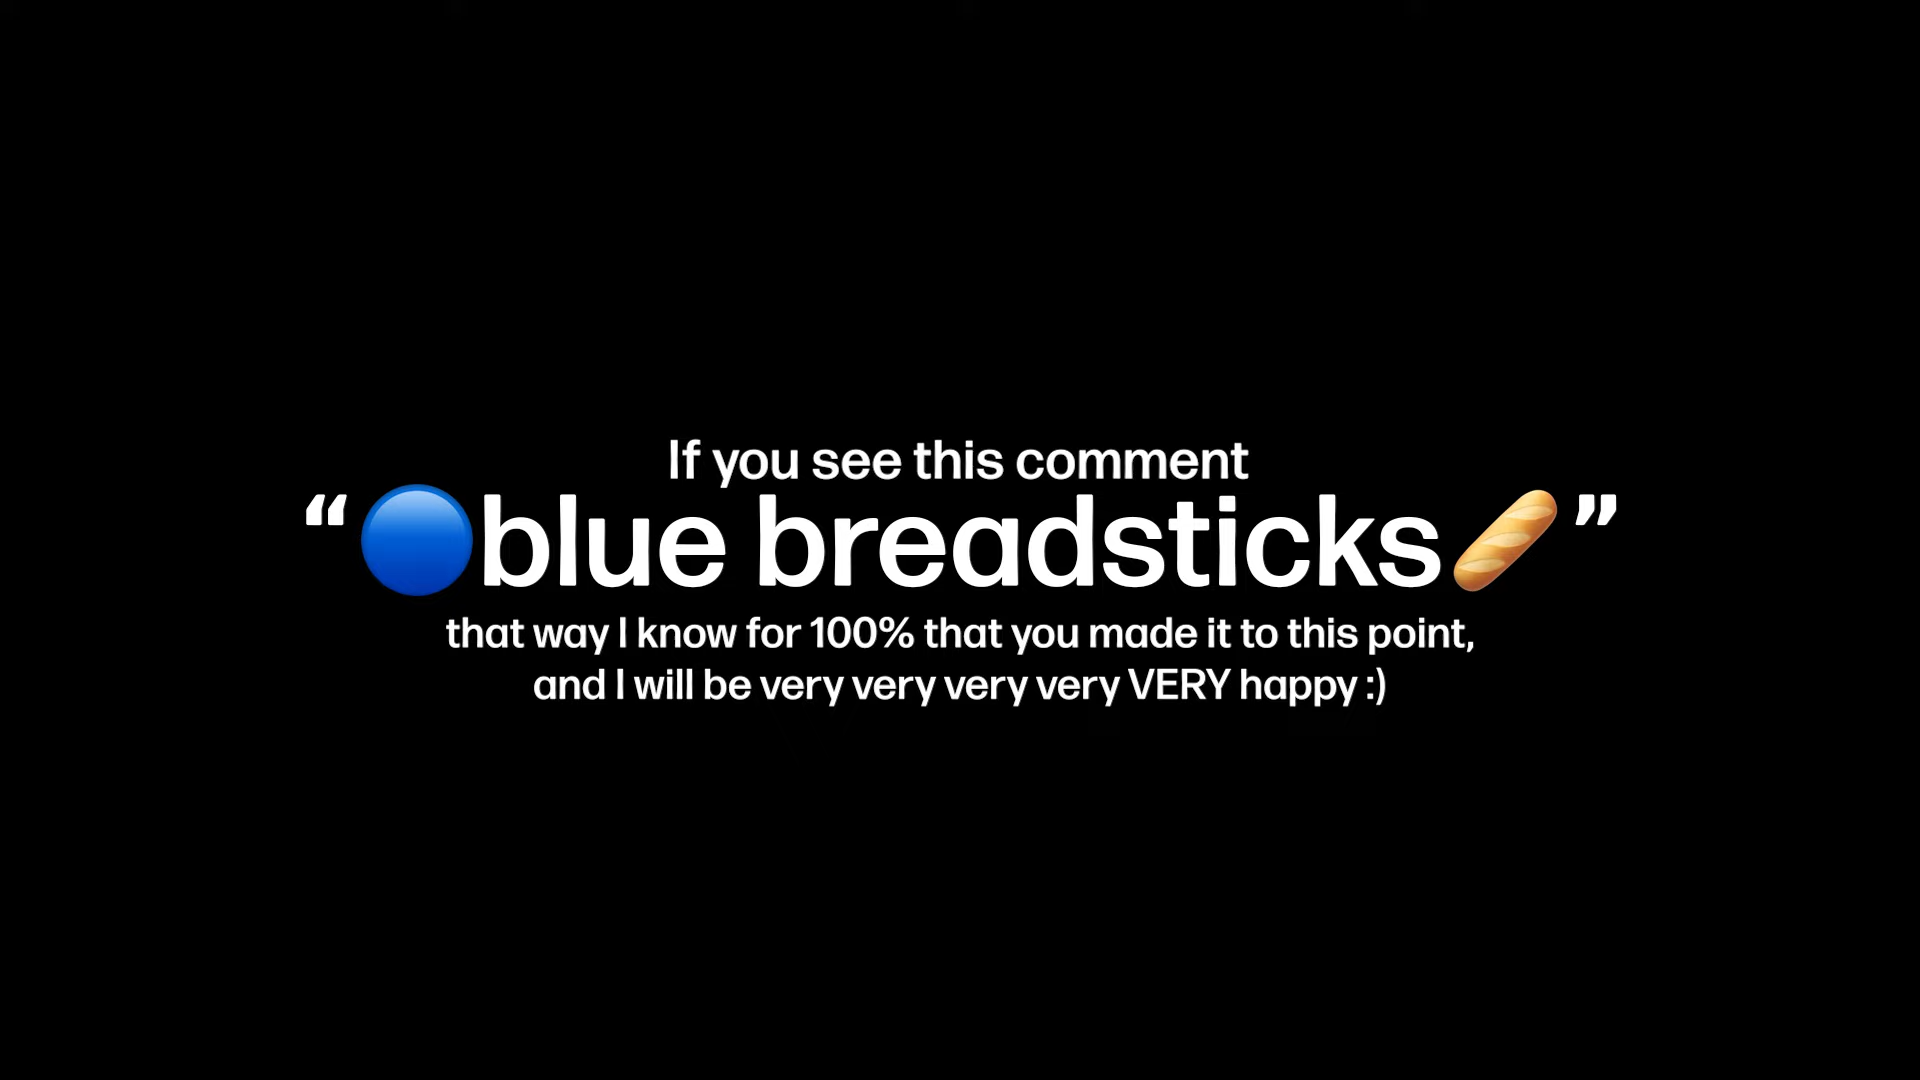 If you see this comment
“🔵blue breadsticks🥖”
that way I know for 100% that you made it to this point,
and I will be very very very very VERY happy :)